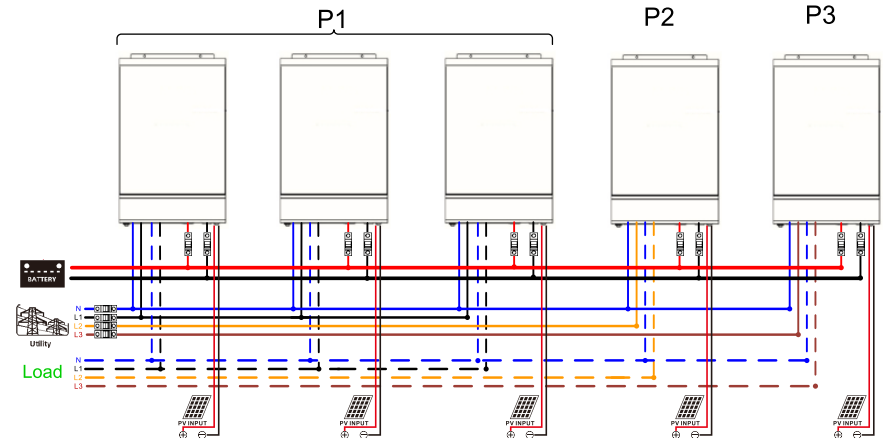 P1
P2
P3
BATTERY
N
L1
L2
L3
Utility
N
L1
L2
L3
Load
PV INPUT
PV INPUT
PV INPUT
PV INPUT
PV INPUT